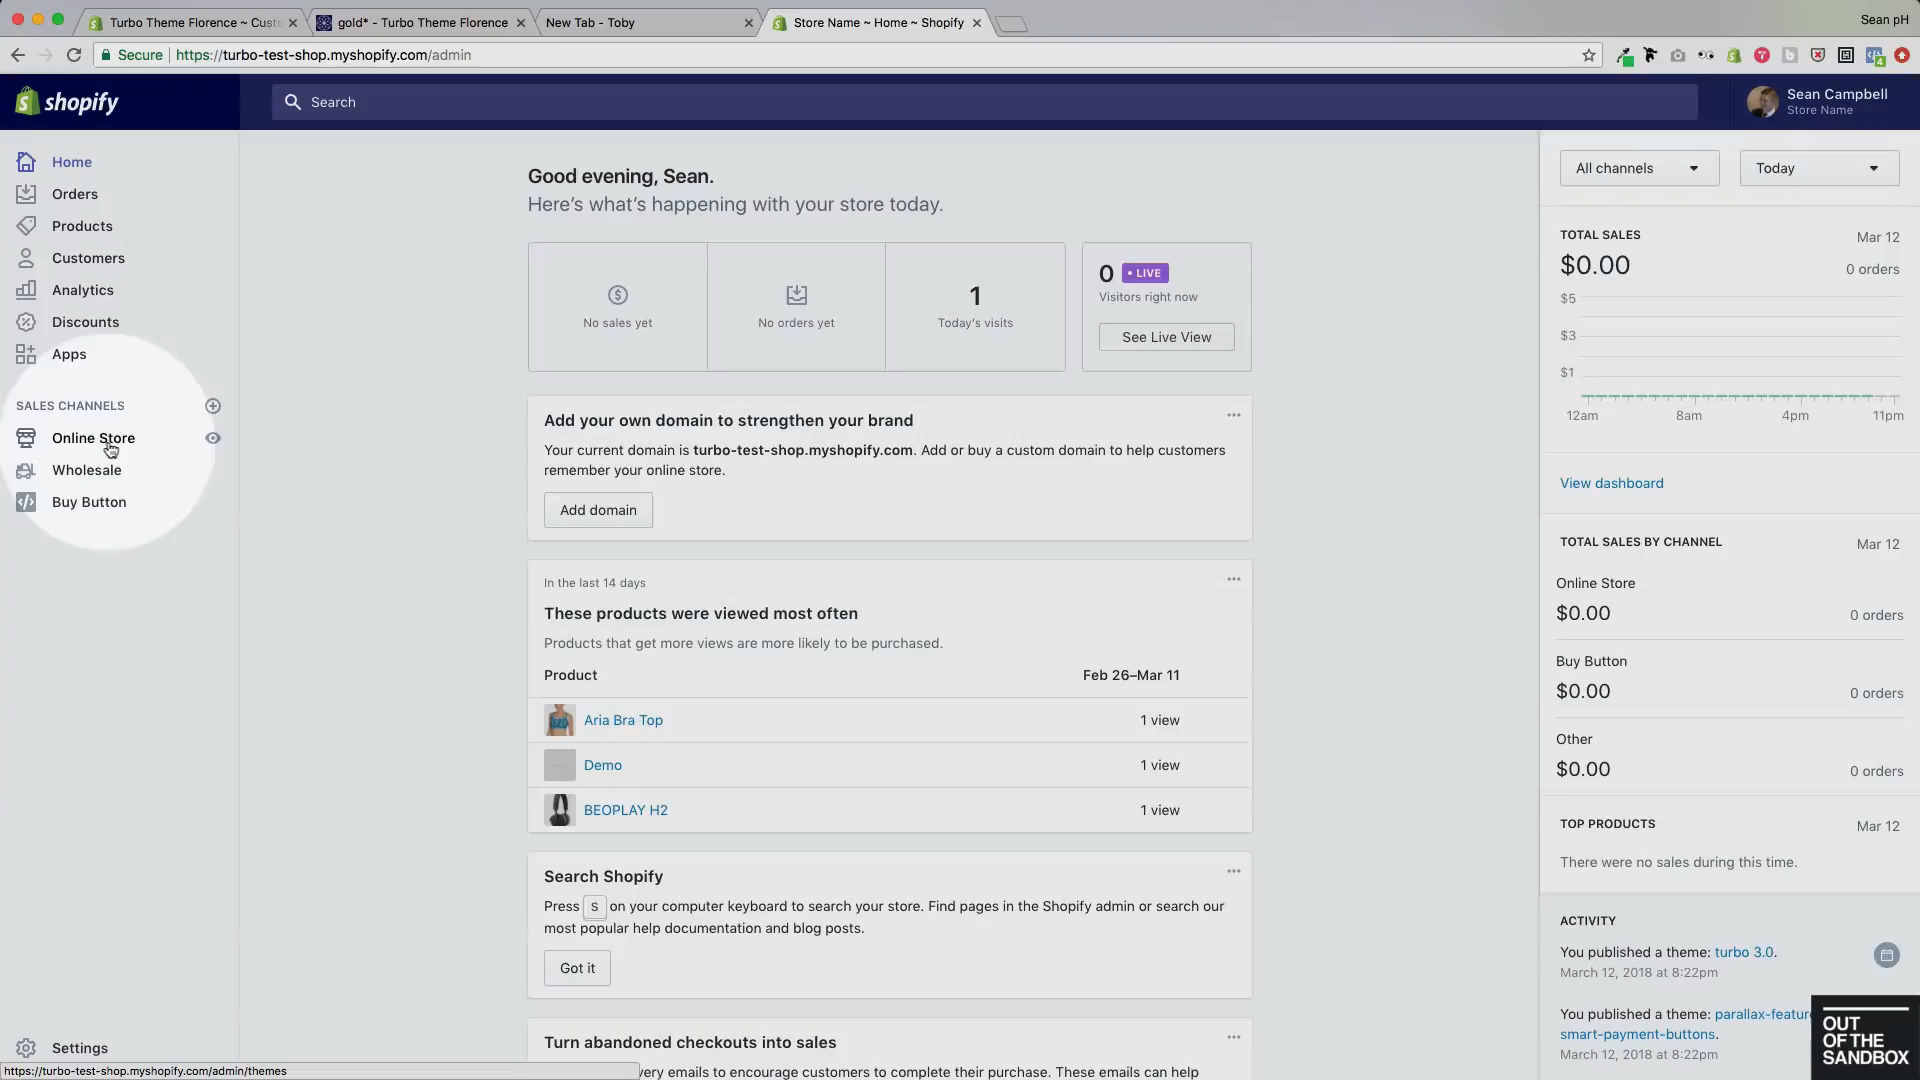 Turbo Theme Florence ~ Custo
gold* - Turbo Theme Florence
New Tab - Toby
Store Name ~ Home ~ Shopify
Sean pH
Secure
https://turbo-test-shop.myshopify.com/admin
shopify
Search
Sean Campbell
Store Name
Home
Orders
Products
Customers
Analytics
Discounts
Apps
SALES CHANNELS
Online Store
Wholesale
Buy Button
Settings
https://turbo-test-shop.myshopify.com/admin/themes
Good evening, Sean.
Here's what's happening with your store today.
No sales yet
No orders yet
1
Today's visits
0 • LIVE
Visitors right now
See Live View
Add your own domain to strengthen your brand
Your current domain is turbo-test-shop.myshopify.com. Add or buy a custom domain to help customers
remember your online store.
Add domain
In the last 14 days
These products were viewed most often
Products that get more views are more likely to be purchased.
Product Feb 26–Mar 11
Aria Bra Top 1 view
Demo 1 view
BEOPLAY H2 1 view
Search Shopify
Press S on your computer keyboard to search your store. Find pages in the Shopify admin or search our
most popular help documentation and blog posts.
Got it
Turn abandoned checkouts into sales
very emails to encourage customers to complete their purchase. These emails can help
All channels
Today
TOTAL SALES Mar 12
$0.00 0 orders
$5
$3
$1
12am 8am 4pm 11pm
View dashboard
TOTAL SALES BY CHANNEL Mar 12
Online Store
$0.00 0 orders
Buy Button
$0.00 0 orders
Other
$0.00 0 orders
TOP PRODUCTS Mar 12
There were no sales during this time.
ACTIVITY
You published a theme: turbo 3.0.
March 12, 2018 at 8:22pm
You published a theme: parallax-featur
smart-payment-buttons.
March 12, 2018 at 8:22pm
OUT
OF THE
SANDBOX